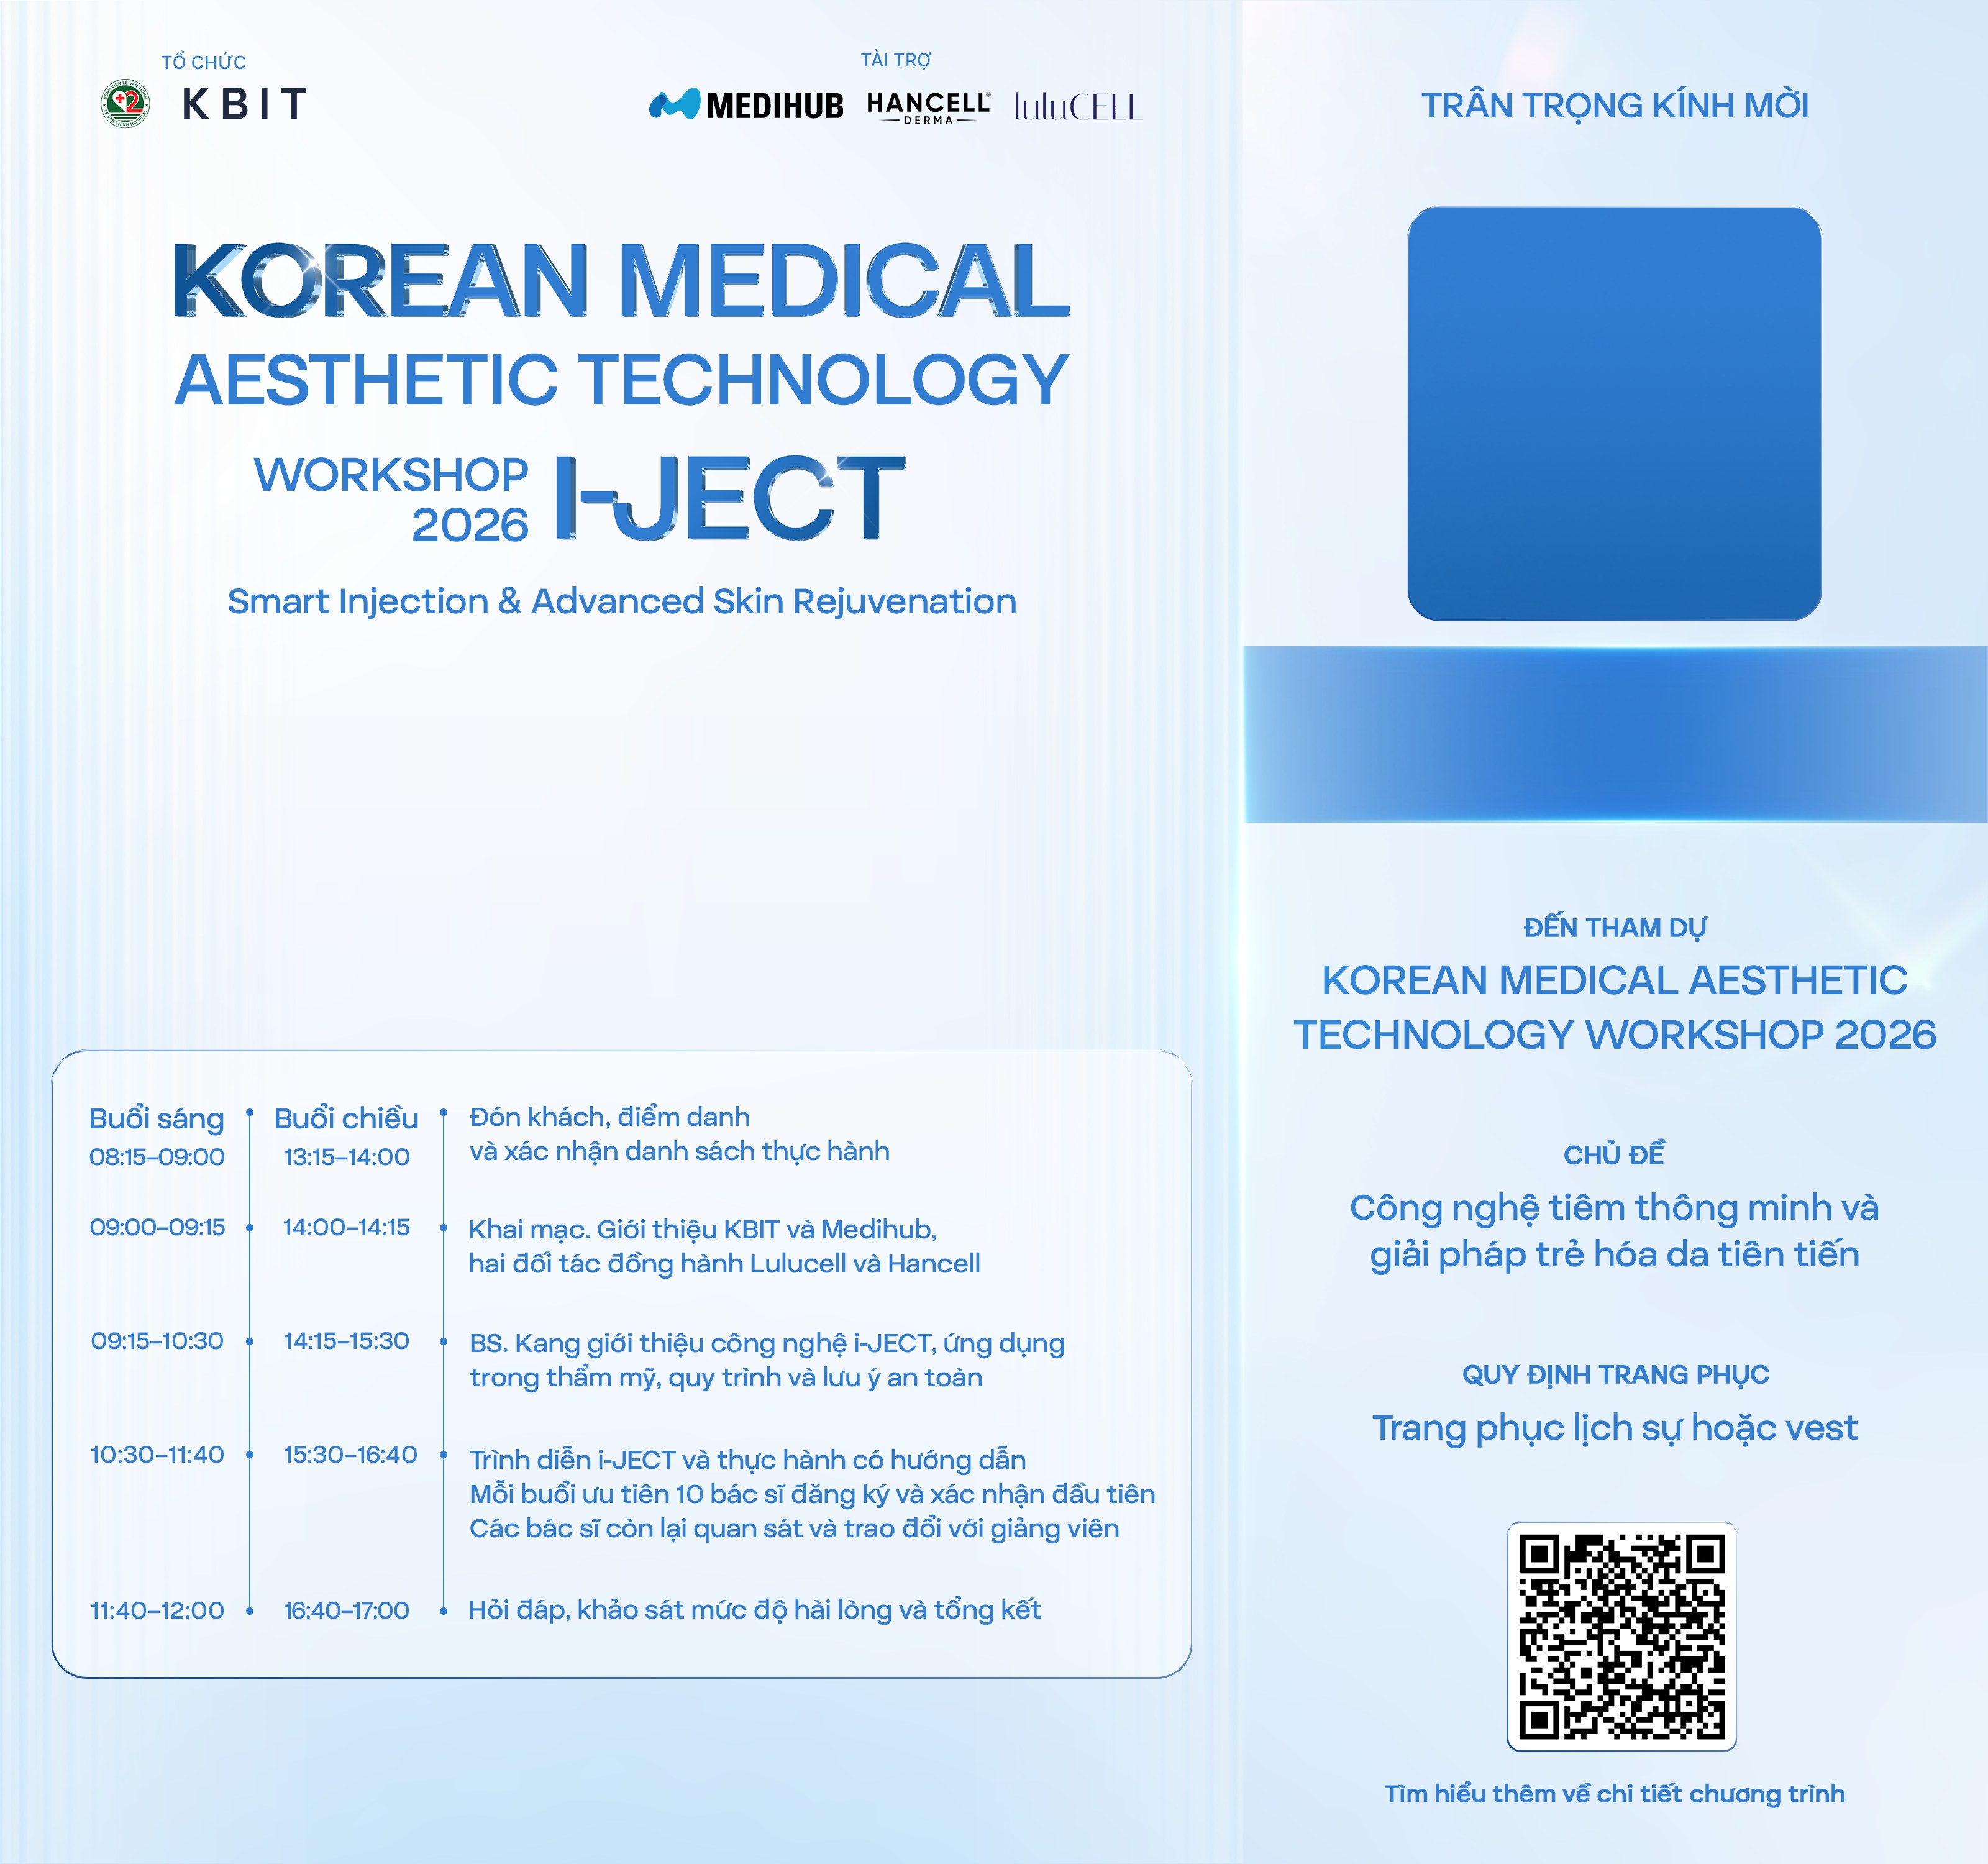 TỔ CHỨC
KBIT
TÀI TRỢ
MEDIHUB
HANCELL®
DERMA
luluCELL
KOREAN MEDICAL
AESTHETIC TECHNOLOGY
WORKSHOP
2026
I-JECT
Smart Injection & Advanced Skin Rejuvenation
Buổi sáng
08:15–09:00
Buổi chiều
13:15–14:00
Đón khách, điểm danh
và xác nhận danh sách thực hành
09:00–09:15
14:00–14:15
Khai mạc. Giới thiệu KBIT và Medihub,
hai đối tác đồng hành Lulucell và Hancell
09:15–10:30
14:15–15:30
BS. Kang giới thiệu công nghệ i-JECT, ứng dụng
trong thẩm mỹ, quy trình và lưu ý an toàn
10:30–11:40
15:30–16:40
Trình diễn i-JECT và thực hành có hướng dẫn
Mỗi buổi ưu tiên 10 bác sĩ đăng ký và xác nhận đầu tiên
Các bác sĩ còn lại quan sát và trao đổi với giảng viên
11:40–12:00
16:40–17:00
Hỏi đáp, khảo sát mức độ hài lòng và tổng kết
TRÂN TRỌNG KÍNH MỜI
ĐẾN THAM DỰ
KOREAN MEDICAL AESTHETIC
TECHNOLOGY WORKSHOP 2026
CHỦ ĐỀ
Công nghệ tiêm thông minh và
giải pháp trẻ hóa da tiên tiến
QUY ĐỊNH TRANG PHỤC
Trang phục lịch sự hoặc vest
Tìm hiểu thêm về chi tiết chương trình